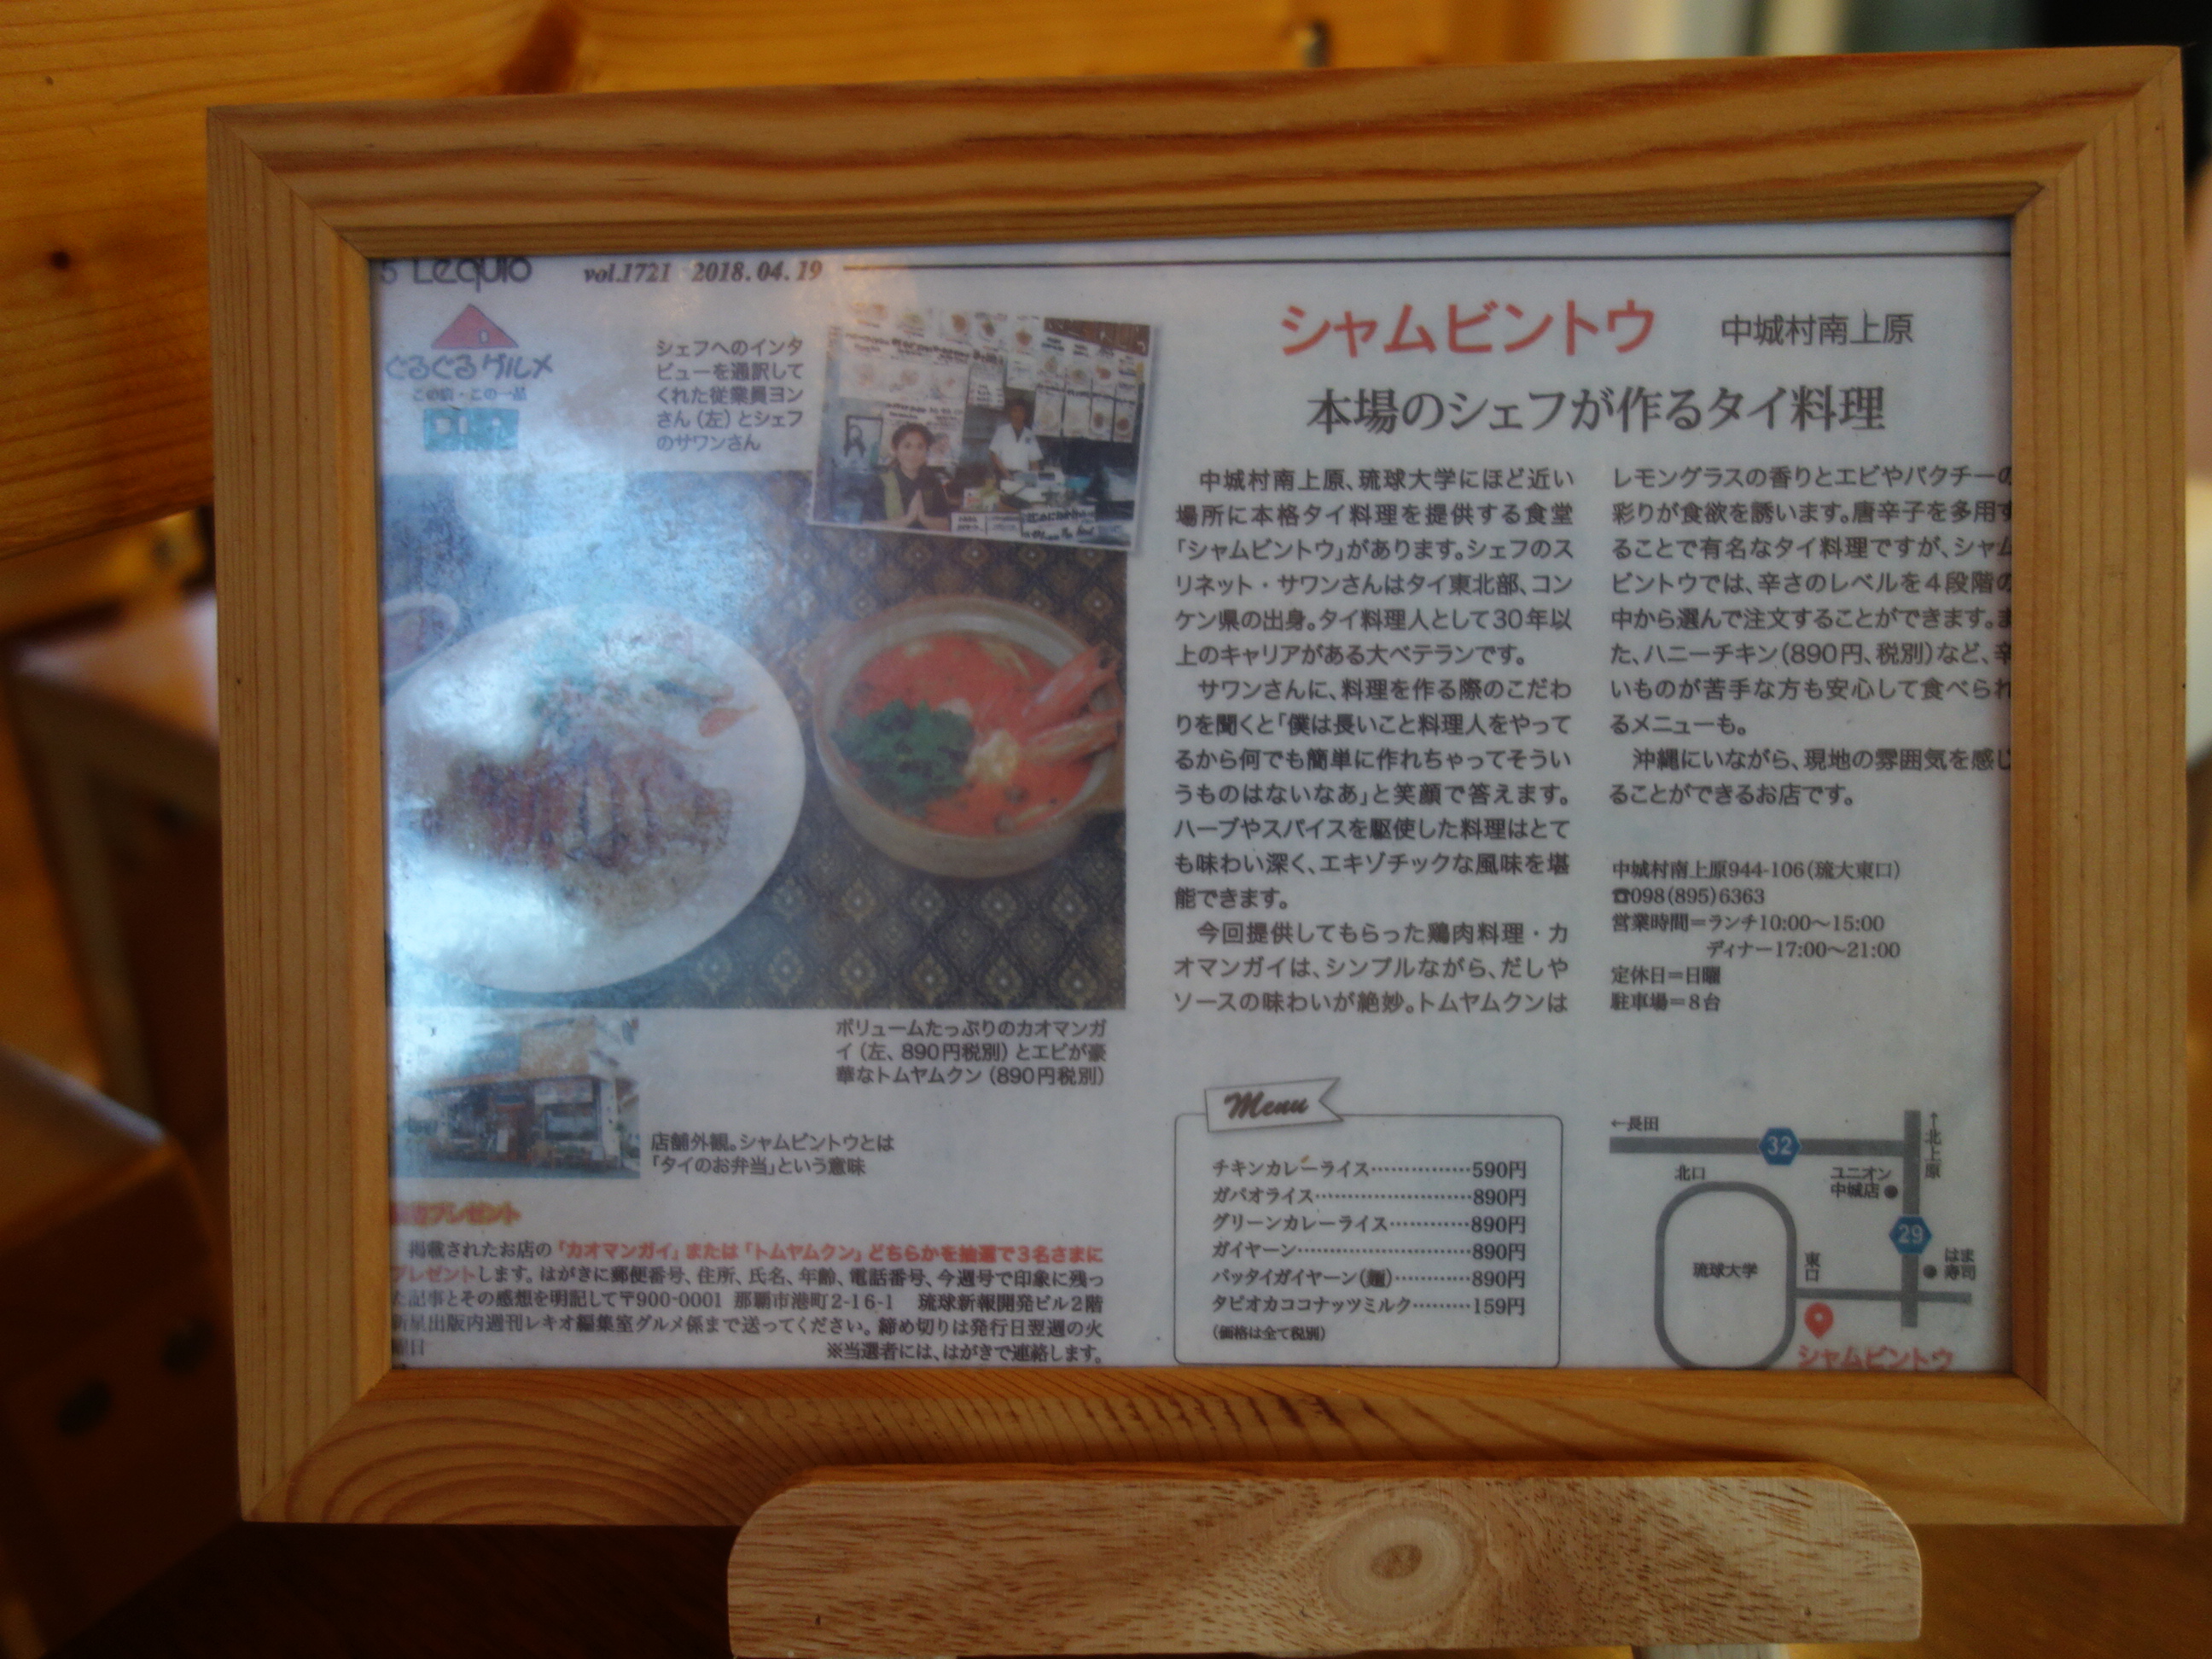 5 Lequio
vol.1721 2018.04.19
ぐるぐるグルメ
この店・この一品
シェフへのインタ
ビューを通訳して
くれた従業員ヨン
さん（左）とシェフ
のサワンさん
シャムビントウ
中城村南上原
本場のシェフが作るタイ料理
中城村南上原、琉球大学にほど近い
場所に本格タイ料理を提供する食堂
「シャムビントウ」があります。シェフのス
リネット・サワンさんはタイ東北部、コン
ケン県の出身。タイ料理人として30年以
上のキャリアがある大ベテランです。
サワンさんに、料理を作る際のこだわ
りを聞くと「僕は長いこと料理人をやって
るから何でも簡単に作れちゃってそうい
うものはないなあ」と笑顔で答えます。
ハーブやスパイスを駆使した料理はとて
も味わい深く、エキゾチックな風味を堪
能できます。
今回提供してもらった鶏肉料理・カ
オマンガイは、シンプルながら、だしや
ソースの味わいが絶妙。トムヤムクンは
レモングラスの香りとエビやパクチーの
彩りが食欲を誘います。唐辛子を多用す
ることで有名なタイ料理ですが、シャム
ビントウでは、辛さのレベルを４段階の
中から選んで注文することができます。ま
た、ハニーチキン（890円、税別）など、辛
いものが苦手な方も安心して食べられ
るメニューも。
沖縄にいながら、現地の雰囲気を感じ
ることができるお店です。
中城村南上原944-106（琉大東口）
☎098(895)6363
営業時間＝ランチ10:00〜15:00
ディナー17:00〜21:00
定休日＝日曜
駐車場＝８台
ボリュームたっぷりのカオマンガ
イ（左、890円税別）とエビが豪
華なトムヤムクン（890円税別）
店舗外観。シャムビントウとは
「タイのお弁当」という意味
プレゼント
掲載されたお店の「カオマンガイ」または「トムヤムクン」どちらかを抽選で３名さまに
プレゼントします。はがきに郵便番号、住所、氏名、年齢、電話番号、今週号で印象に残っ
た記事とその感想を明記して〒900-0001 那覇市港町2-16-1 琉球新報開発ビル２階
新星出版内週刊レキオ編集室グルメ係まで送ってください。締め切りは発行日翌週の火
曜日
※当選者には、はがきで連絡します。
Menu
チキンカレーライス……………590円
ガパオライス……………………890円
グリーンカレーライス…………890円
ガイヤーン………………………890円
パッタイガイヤーン（麺）…………890円
タピオカココナッツミルク………159円
（価格は全て税別）
←長田
32
↑北上原
北口
ユニオン
中城店
29
はま
寿司
東口
琉球大学
シャムビントウ